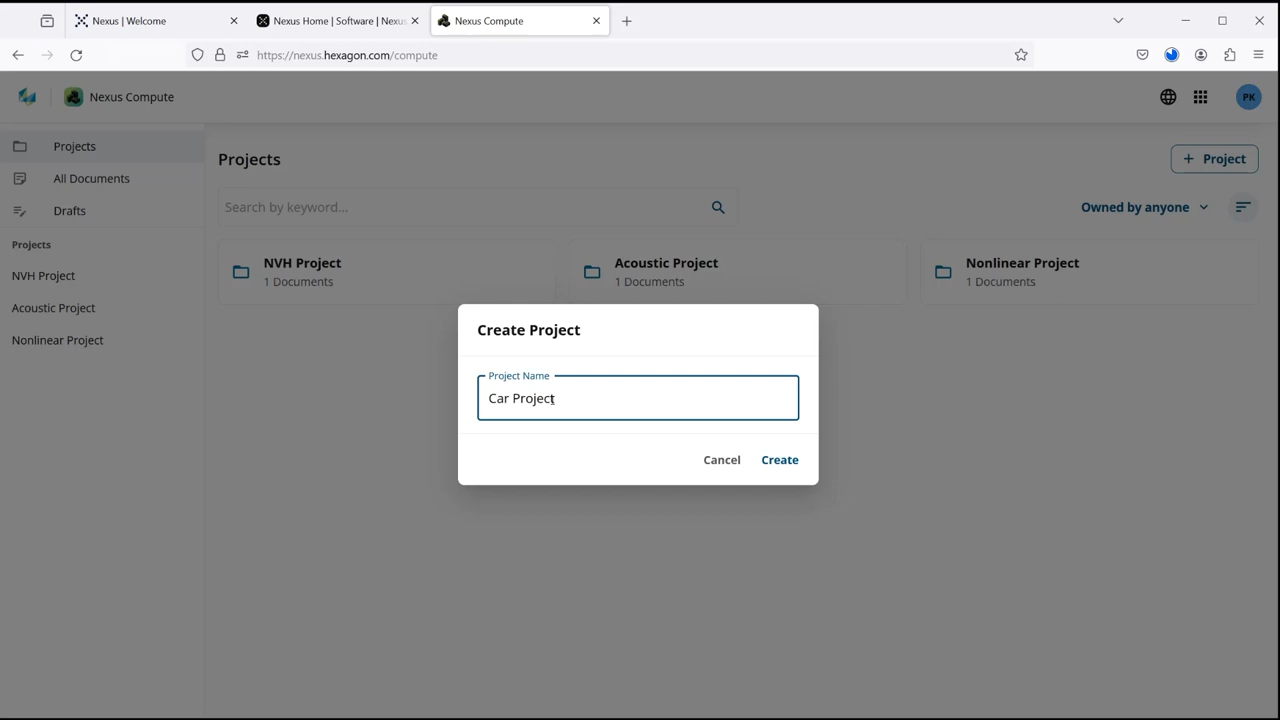 Nexus | Welcome
Nexus Home | Software | Nexus
Nexus Compute
https://nexus.hexagon.com/compute
Nexus Compute
PK
Projects
All Documents
Drafts
Projects
NVH Project
Acoustic Project
Nonlinear Project
Projects
+ Project
Search by keyword...
Owned by anyone
NVH Project
1 Documents
Acoustic Project
1 Documents
Nonlinear Project
1 Documents
Create Project
Project Name
Car Project
Cancel
Create